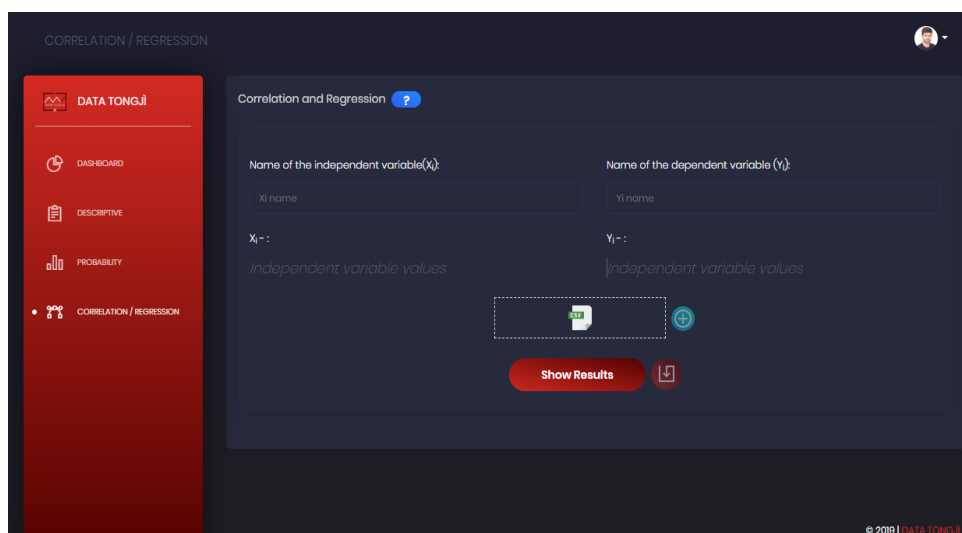 CORRELATION / REGRESSION
DATA TONGJÌ
DASHBOARD
DESCRIPTIVE
PROBABILITY
CORRELATION / REGRESSION
Correlation and Regression ?
Name of the independent variable(Xᵢ):
Xi name
Name of the dependent variable (Yᵢ):
Yi name
Xᵢ - :
Independent variable values
Yᵢ - :
Independent variable values
CSV
Show Results
© 2019 | DATA TONGJÌ